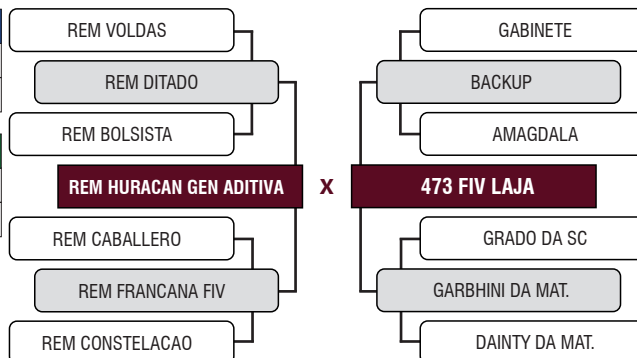 REM VOLDAS
GABINETE
REM DITADO
BACKUP
REM BOLSISTA
AMAGDALA
REM HURACAN GEN ADITIVA X 473 FIV LAJA
REM CABALLERO
GRADO DA SC
REM FRANCANA FIV
GARBHINI DA MAT.
REM CONSTELACAO
DAINTY DA MAT.